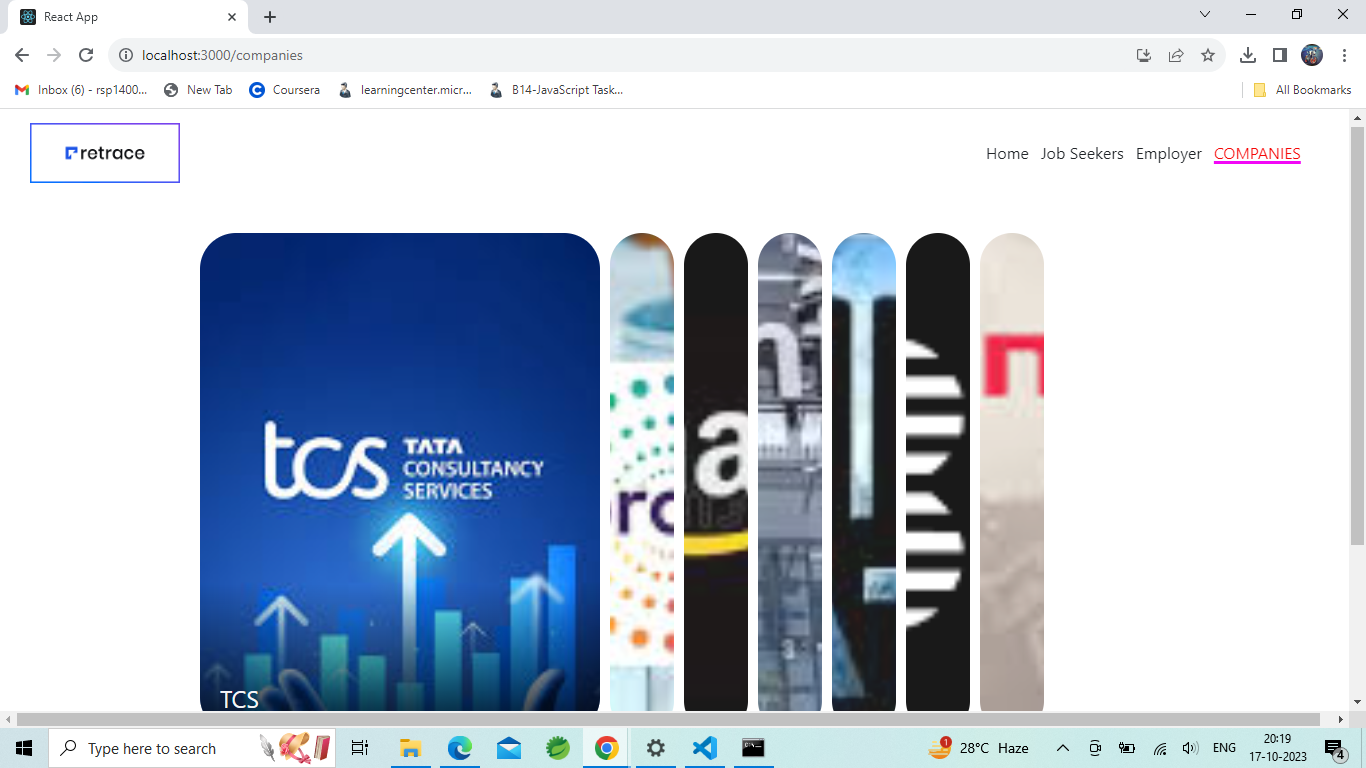 React App
localhost:3000/companies
Inbox (6) - rsp1400...
New Tab
Coursera
learningcenter.micr...
B14-JavaScript Task...
All Bookmarks
retrace
Home
Job Seekers
Employer
COMPANIES
tcs
TATA
CONSULTANCY
SERVICES
TCS
a
Type here to search
28°C Haze
ENG
20:19
17-10-2023
1
4